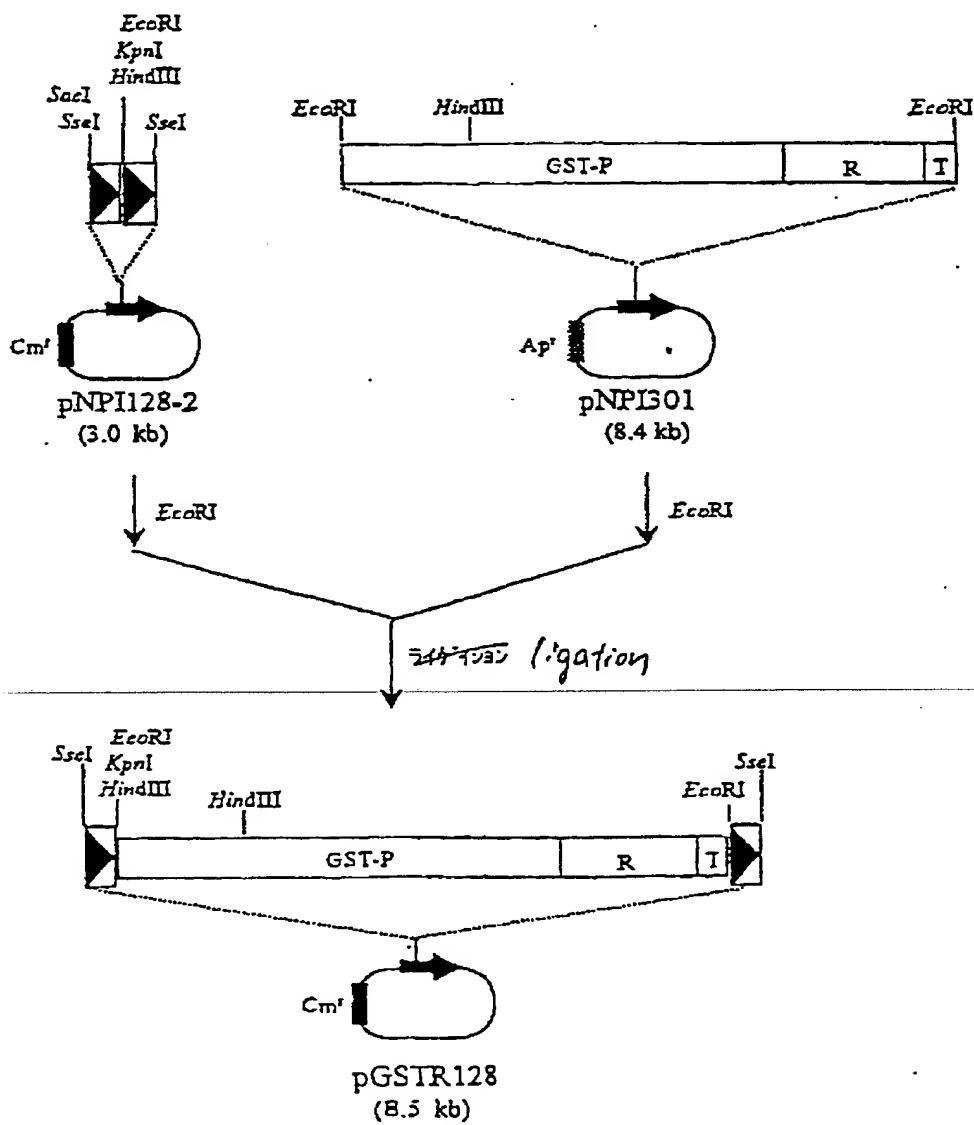 EcoRI
KpnI
HindIII
SacI
SseI
SseI
EcoRI
HindIII
EcoRI
GST-P
R
T
Cmʳ
Apʳ
pNPI128-2
(3.0 kb)
pNPI301
(8.4 kb)
EcoRI
EcoRI
ライゲーション ligation
SseI
EcoRI
KpnI
HindIII
HindIII
EcoRI
SseI
GST-P
R
T
Cmʳ
pGSTR128
(8.5 kb)